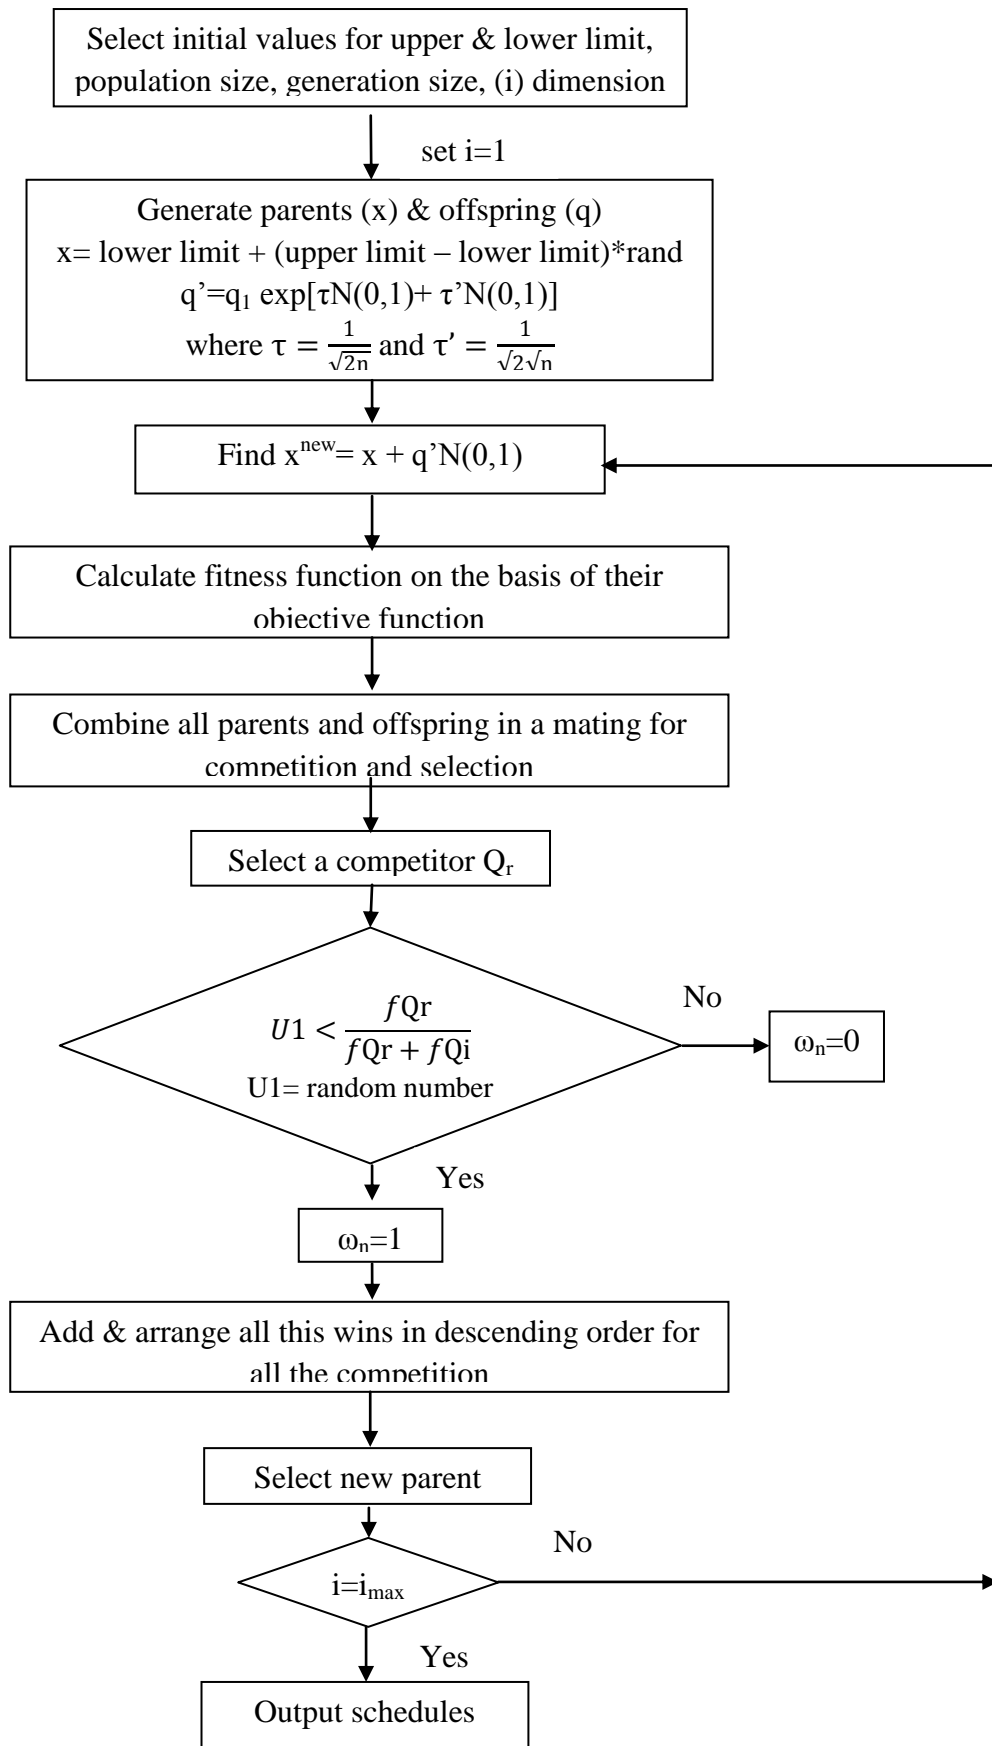 Select initial values for upper & lower limit,
population size, generation size, (i) dimension
set i=1
Generate parents (x) & offspring (q)
x= lower limit + (upper limit – lower limit)*rand
q’=q₁ exp[τN(0,1)+ τ’N(0,1)]
where τ = 1/√2n and τ’ = 1/√2√n
Find xⁿᵉʷ= x + q’N(0,1)
Calculate fitness function on the basis of their
objective function
Combine all parents and offspring in a mating for
competition and selection
Select a competitor Qᵣ
U1 < fQr/(fQr + fQi)
U1= random number
No
ωₙ=0
Yes
ωₙ=1
Add & arrange all this wins in descending order for
all the competition
Select new parent
No
i=iₘₐₓ
Yes
Output schedules